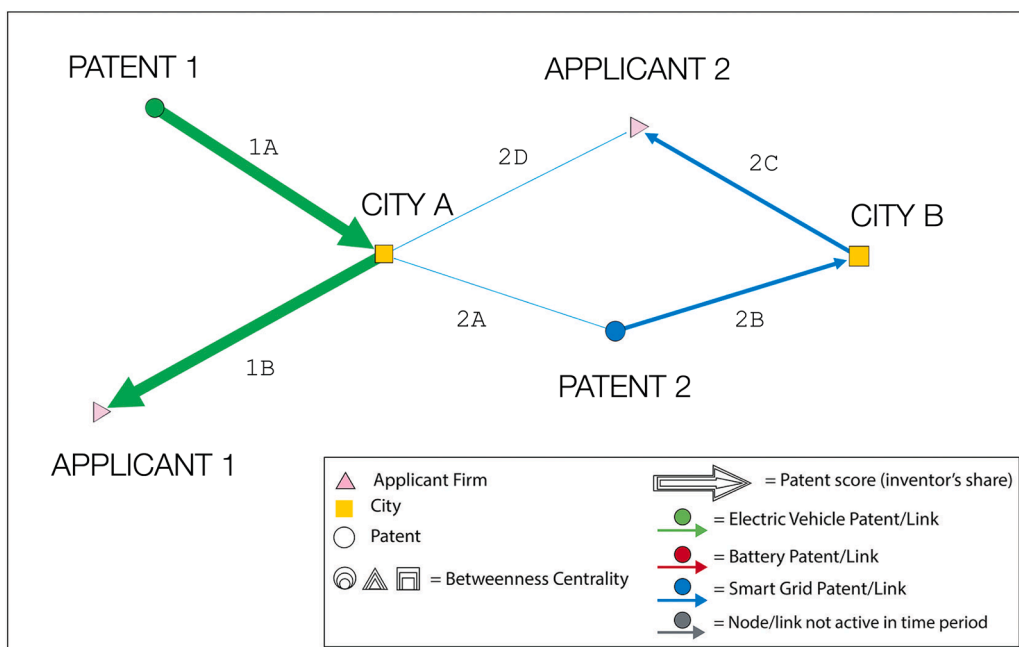 PATENT 1
APPLICANT 2
1A
2D
2C
CITY A
CITY B
2A
2B
1B
PATENT 2
APPLICANT 1
Applicant Firm
City
Patent
= Betweenness Centrality
= Patent score (inventor's share)
= Electric Vehicle Patent/Link
= Battery Patent/Link
= Smart Grid Patent/Link
= Node/link not active in time period